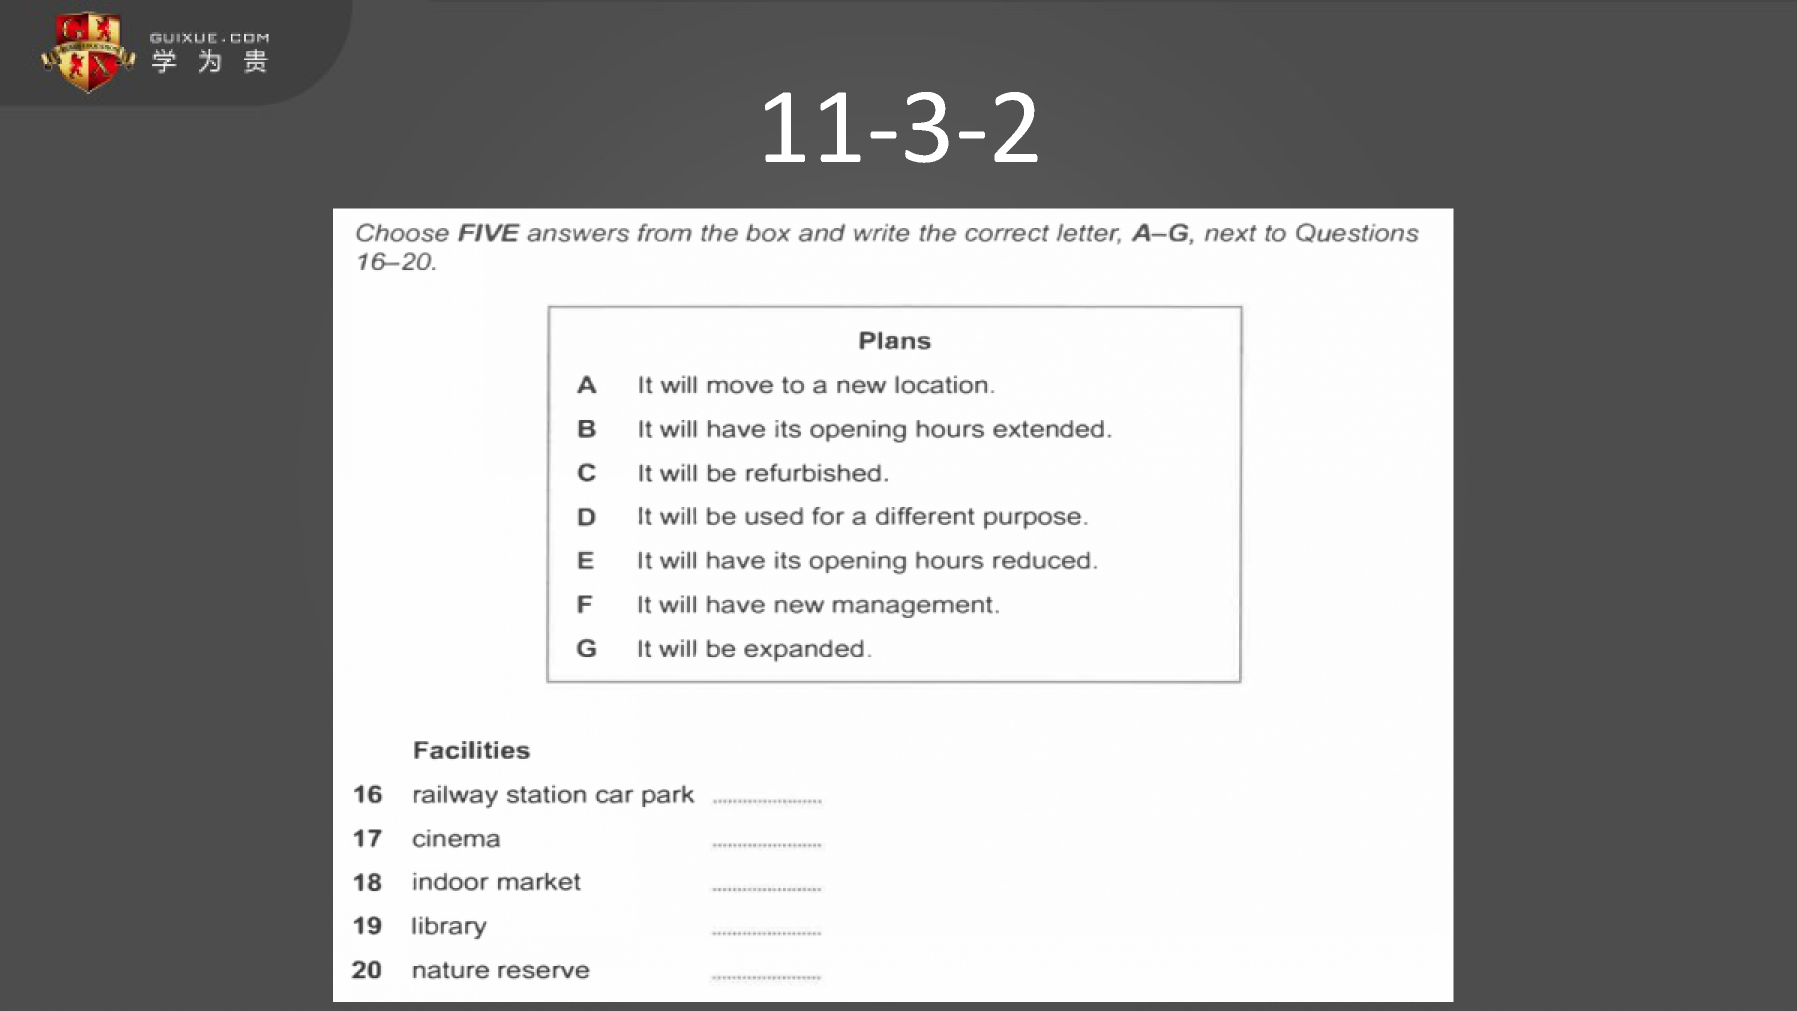 GUIXUE.COM
学为贵
11-3-2
Choose FIVE answers from the box and write the correct letter, A–G, next to Questions
16–20.
Plans
A It will move to a new location.
B It will have its opening hours extended.
C It will be refurbished.
D It will be used for a different purpose.
E It will have its opening hours reduced.
F It will have new management.
G It will be expanded.
Facilities
16 railway station car park ........................
17 cinema ........................
18 indoor market ........................
19 library ........................
20 nature reserve ........................